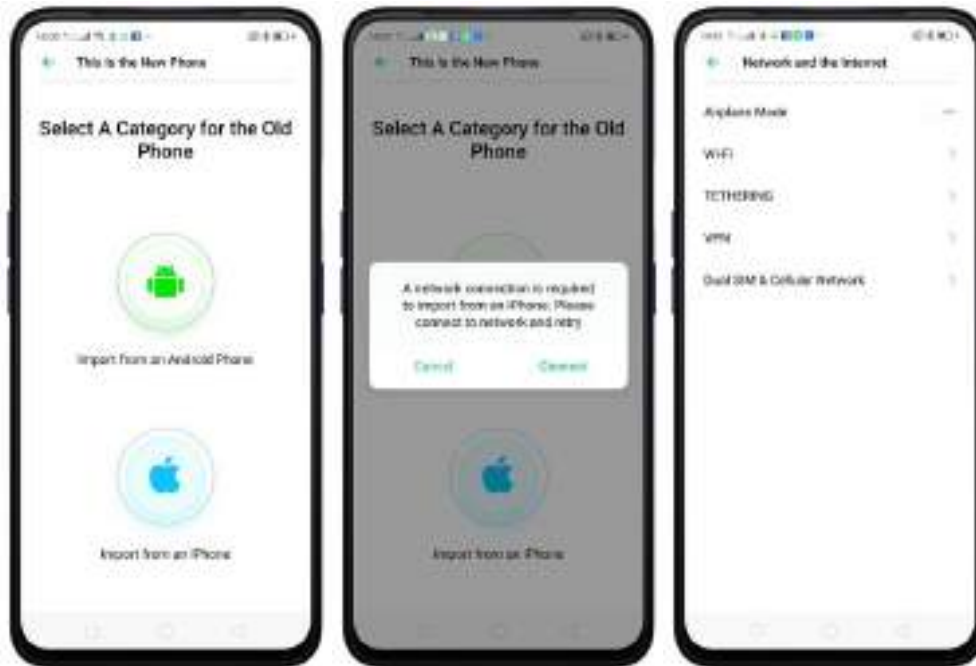 This is the New Phone
Select A Category for the Old
Phone
Import from an Android Phone
Import from an iPhone
This is the New Phone
Select A Category for the Old
Phone
A network connection is required
to import from an iPhone. Please
connect to network and retry
Cancel
Connect
Import from an iPhone
Network and the Internet
Airplane Mode
Wi-Fi
TETHERING
VPN
Dual SIM & Cellular Network